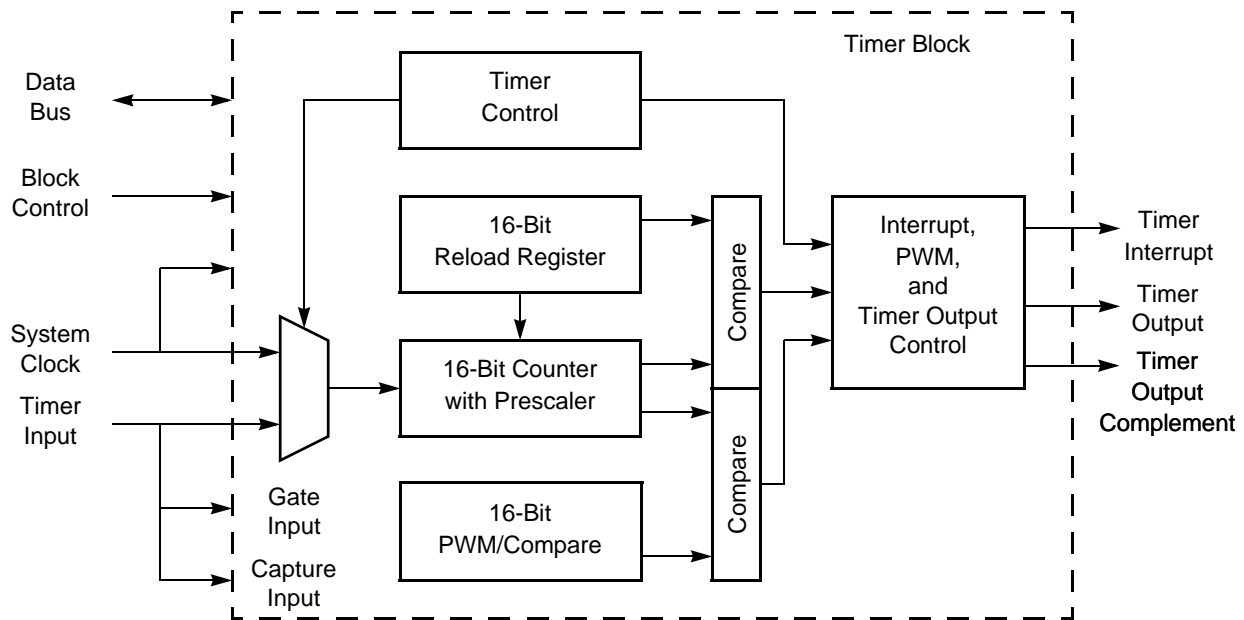 Timer Block
Data
Bus
Block
Control
System
Clock
Timer
Input
Gate
Input
Capture
Input
Timer
Control
16-Bit
Reload Register
16-Bit Counter
with Prescaler
16-Bit
PWM/Compare
Compare
Compare
Interrupt,
PWM,
and
Timer Output
Control
Timer
Interrupt
Timer
Output
Timer
Output
Complement